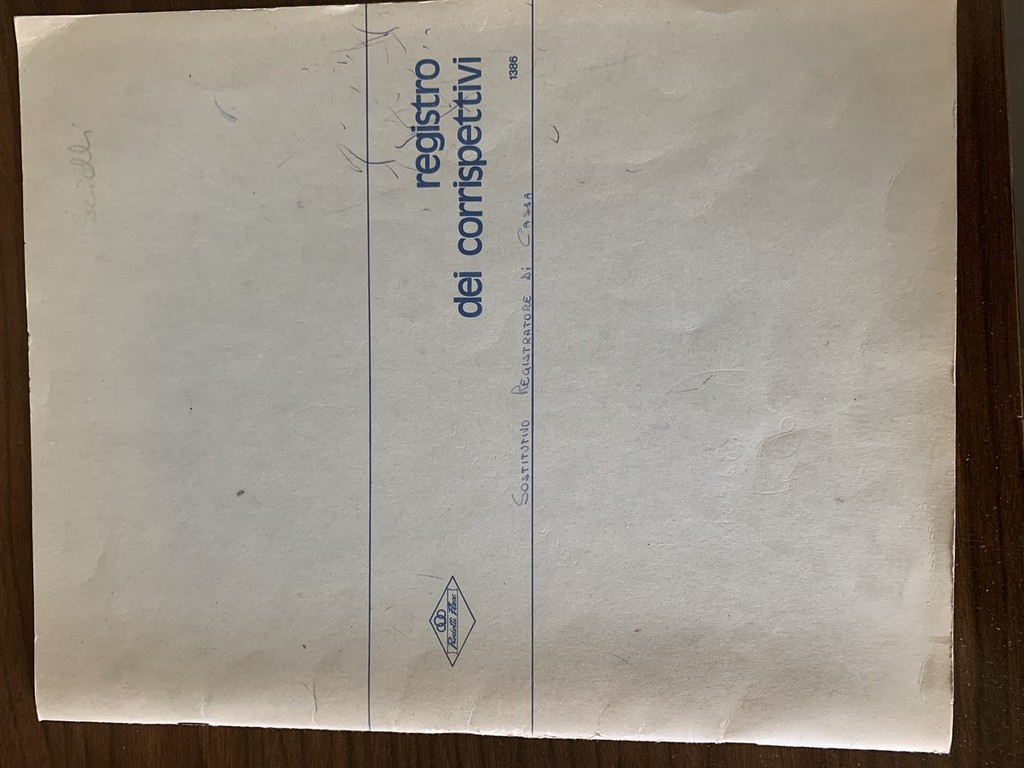 registro
dei corrispettivi
1386
Sostitutivo Registratore Di Cassa